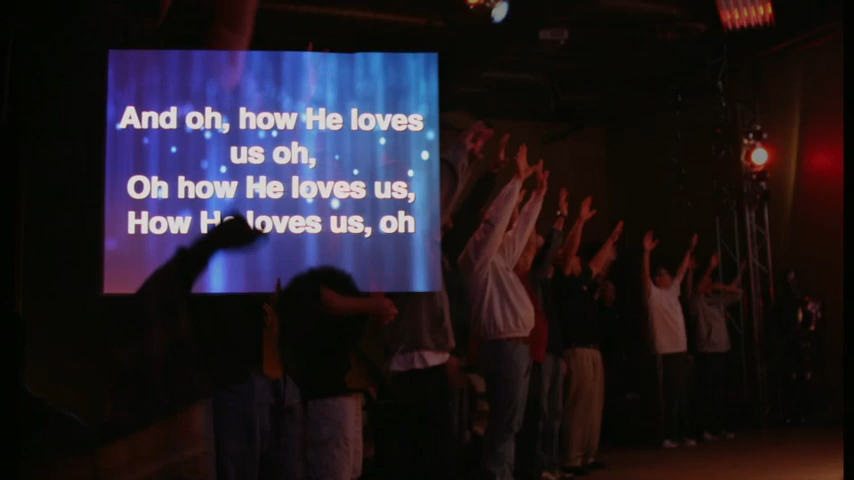 And oh, how He loves
us oh,
Oh how He loves us,
How He loves us, oh